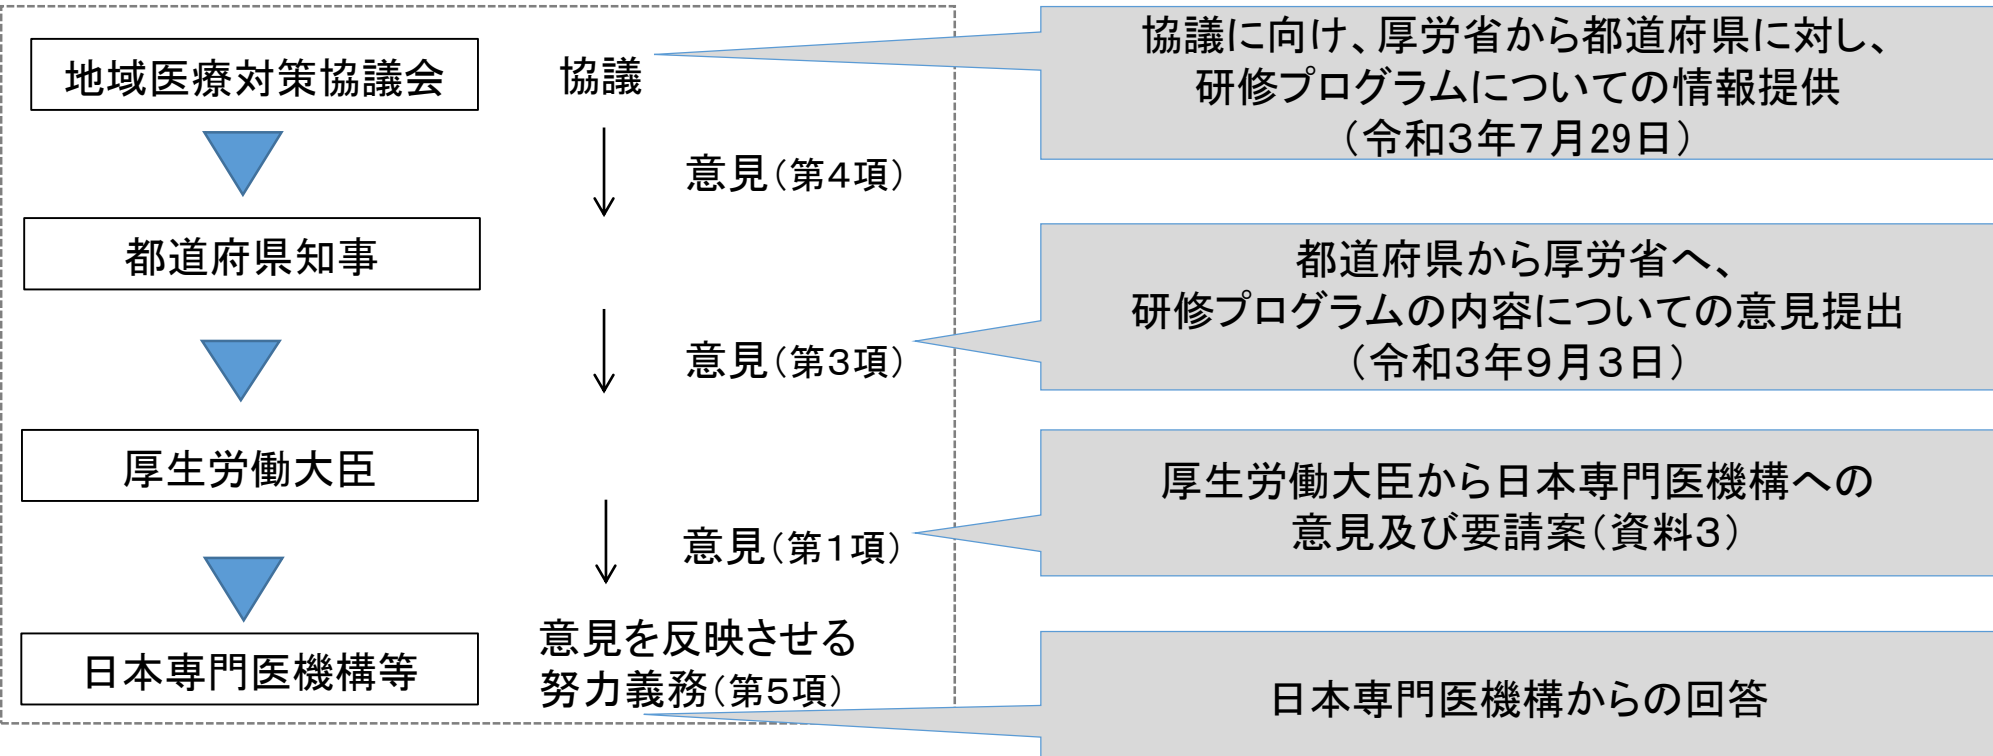 地域医療対策協議会
協議
意見（第４項）
都道府県知事
意見（第３項）
厚生労働大臣
意見（第１項）
日本専門医機構等
意見を反映させる
努力義務（第５項）
協議に向け、厚労省から都道府県に対し、
研修プログラムについての情報提供
（令和３年７月29日）
都道府県から厚労省へ、
研修プログラムの内容についての意見提出
（令和３年９月３日）
厚生労働大臣から日本専門医機構への
意見及び要請案（資料３）
日本専門医機構からの回答